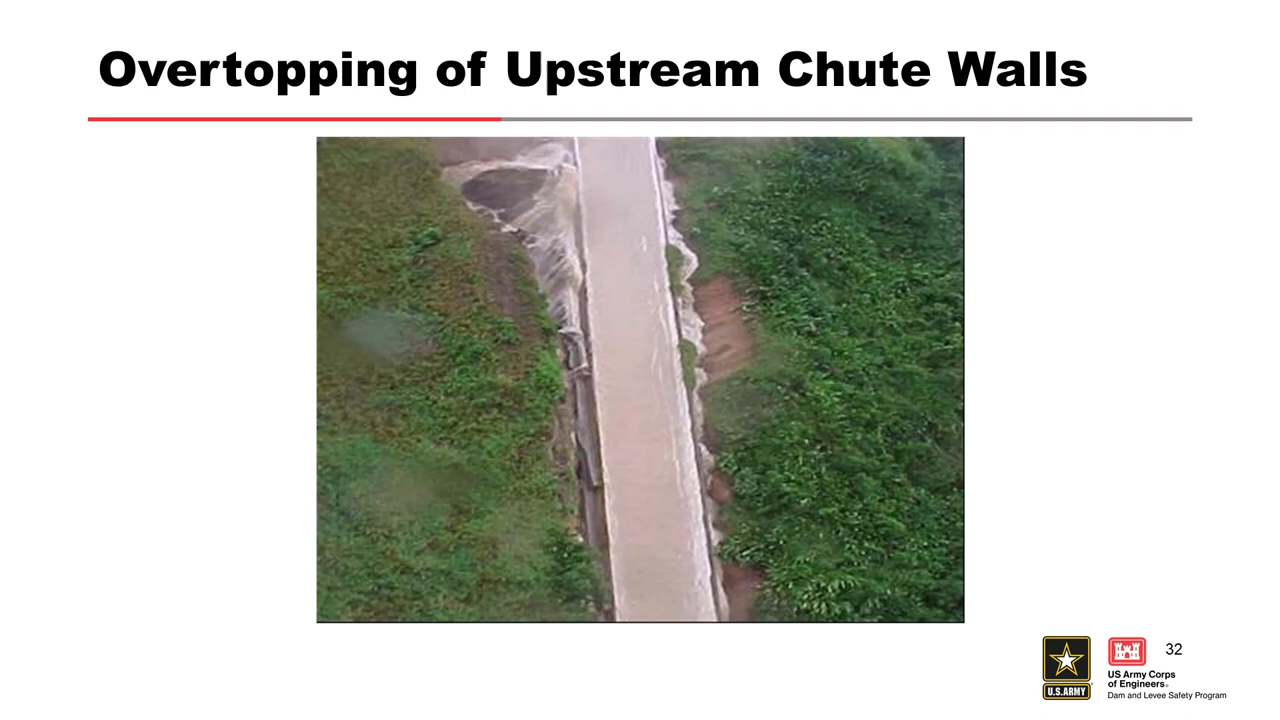 Overtopping of Upstream Chute Walls
32
U.S.ARMY
US Army Corps
of Engineers®
Dam and Levee Safety Program